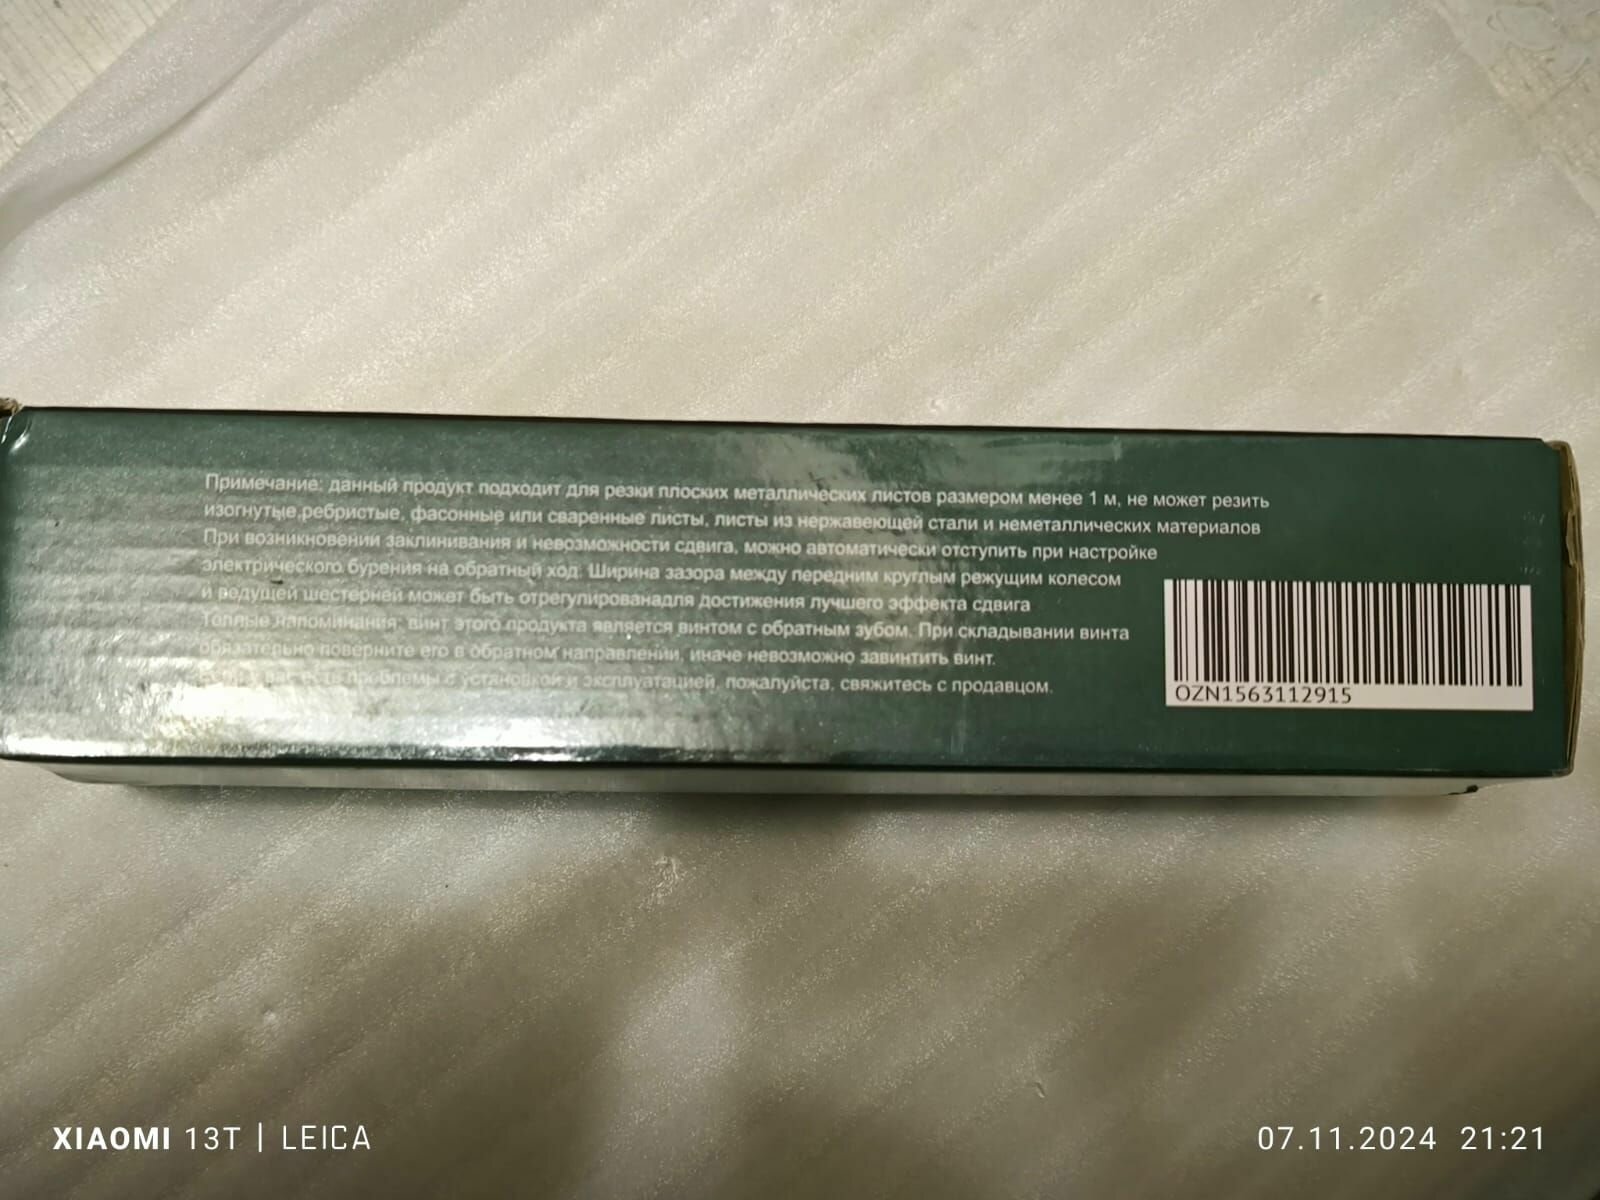 Примечание: данный продукт подходит для резки плоских металлических листов размером менее 1 м, не может резить
изогнутые,ребристые, фасонные или сваренные листы, листы из нержавеющей стали и неметаллических материалов
При возникновении заклинивания и невозможности сдвига, можно автоматически отступить при настройке
электрического бурения на обратный ход. Ширина зазора между передним круглым режущим колесом
и ведущей шестерней может быть отрегулированадля достижения лучшего эффекта сдвига
Топлые напоминания: винт этого продукта является винтом с обратным зубом. При складывании винта
обязательно поверните его в обратном направлении, иначе невозможно завинтить винт.
у вас есть проблемы с установкой и эксплуатацией, пожалуйста, свяжитесь с продавцом.
OZN1563112915
XIAOMI 13T | LEICA
07.11.2024 21:21